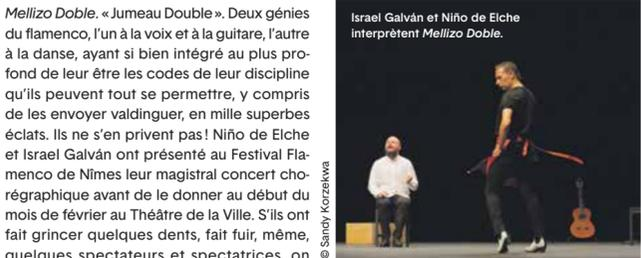 Mellizo Doble. « Jumeau Double ». Deux génies
du flamenco, l'un à la voix et à la guitare, l'autre
à la danse, ayant si bien intégré au plus pro-
fond de leur être les codes de leur discipline
qu'ils peuvent tout se permettre, y compris
de les envoyer valdinguer, en mille superbes
éclats. Ils ne s'en privent pas ! Niño de Elche
et Israel Galván ont présenté au Festival Fla-
menco de Nîmes leur magistral concert cho-
régraphique avant de le donner au début du
mois de février au Théâtre de la Ville. S'ils ont
fait grincer quelques dents, fait fuir, même,
quelques spectateurs et spectatrices, on
© Sandy Korzekwa
Israel Galván et Niño de Elche
interprètent Mellizo Doble.